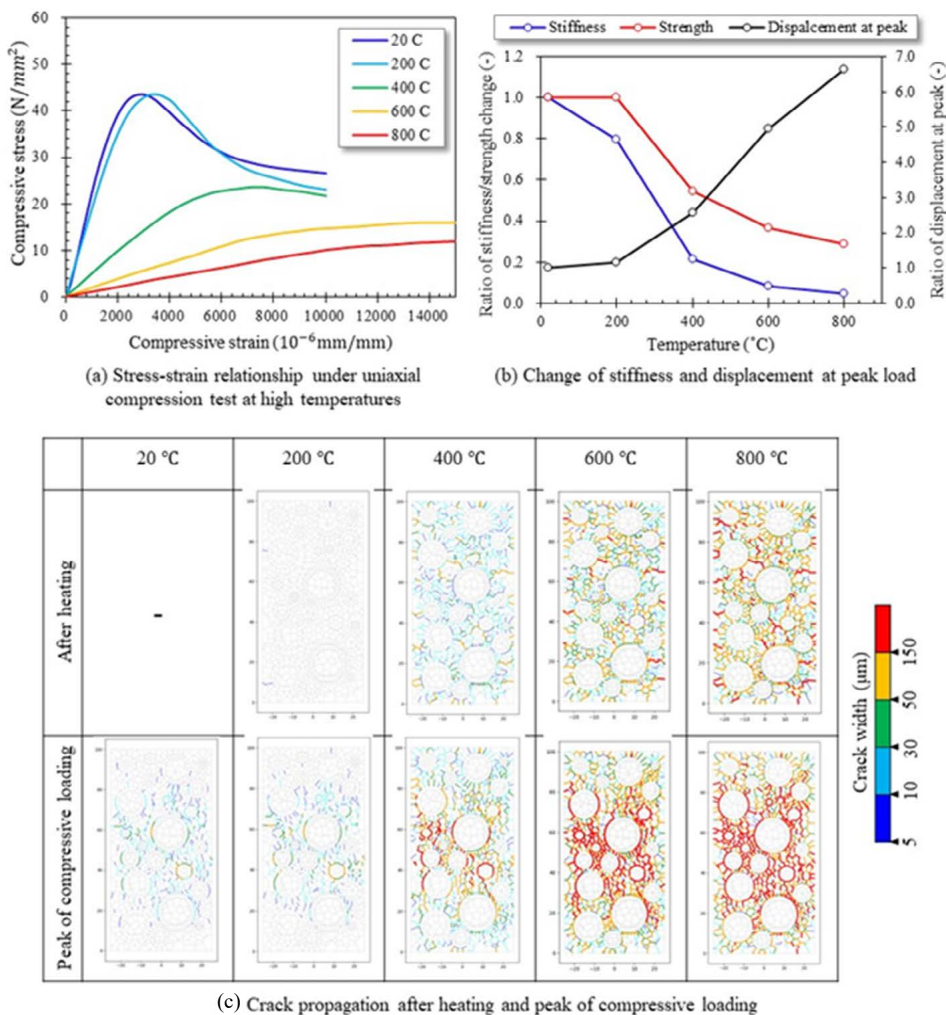 60
50
40
30
20
10
0
Compressive stress (N/mm²)
20 C
200 C
400 C
600 C
800 C
0 2000 4000 6000 8000 10000 12000 14000
Compressive strain (10⁻⁶mm/mm)
(a) Stress-strain relationship under uniaxial
compression test at high temperatures
Stiffness Strength Dispalcement at peak
1.2
1.0
0.8
0.6
0.4
0.2
0.0
Ratio of stiffness/strength change (-)
7.0
6.0
5.0
4.0
3.0
2.0
1.0
0.0
Ratio of displacement at peak (-)
0 200 400 600 800
Temperature (˚C)
(b) Change of stiffness and displacement at peak load
20 ℃ 200 ℃ 400 ℃ 600 ℃ 800 ℃
After heating
-
Peak of compressive loading
Crack width (μm)
150
50
30
10
5
(c) Crack propagation after heating and peak of compressive loading